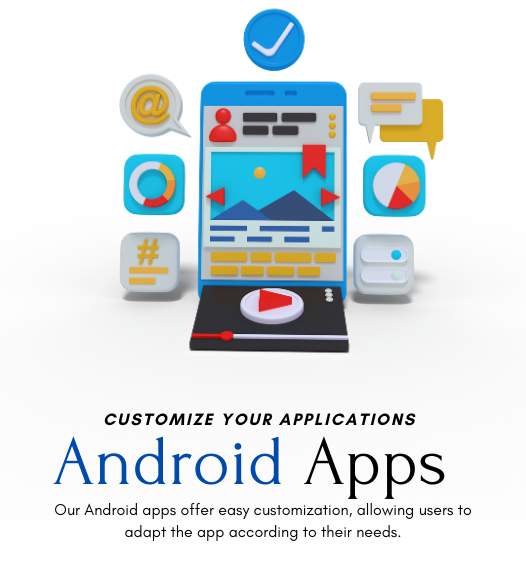 @
#
CUSTOMIZE YOUR APPLICATIONS
Android Apps
Our Android apps offer easy customization, allowing users to
adapt the app according to their needs.